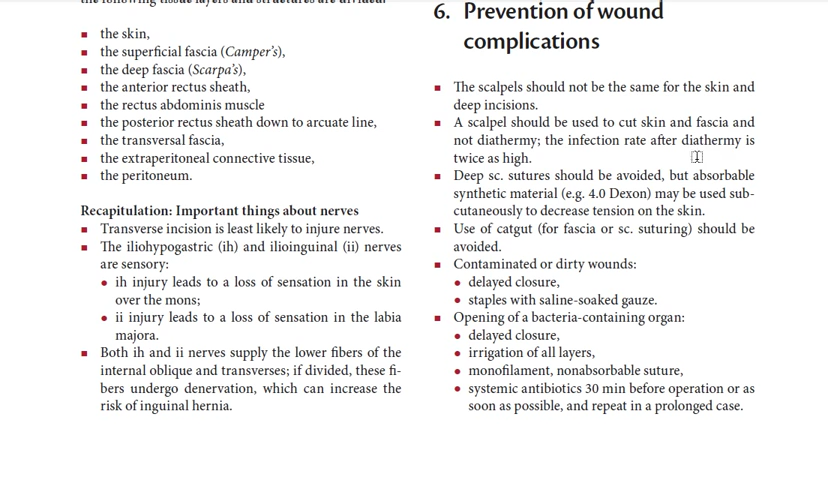 the following tissue layers and structures are divided:
■ the skin,
■ the superficial fascia (Camper's),
■ the deep fascia (Scarpa's),
■ the anterior rectus sheath,
■ the rectus abdominis muscle
■ the posterior rectus sheath down to arcuate line,
■ the transversal fascia,
■ the extraperitoneal connective tissue,
■ the peritoneum.
Recapitulation: Important things about nerves
■ Transverse incision is least likely to injure nerves.
■ The iliohypogastric (ih) and ilioinguinal (ii) nerves
are sensory:
● ih injury leads to a loss of sensation in the skin
over the mons;
● ii injury leads to a loss of sensation in the labia
majora.
■ Both ih and ii nerves supply the lower fibers of the
internal oblique and transverses; if divided, these fi-
bers undergo denervation, which can increase the
risk of inguinal hernia.
6. Prevention of wound
complications
■ The scalpels should not be the same for the skin and
deep incisions.
■ A scalpel should be used to cut skin and fascia and
not diathermy; the infection rate after diathermy is
twice as high.
■ Deep sc. sutures should be avoided, but absorbable
synthetic material (e.g. 4.0 Dexon) may be used sub-
cutaneously to decrease tension on the skin.
■ Use of catgut (for fascia or sc. suturing) should be
avoided.
■ Contaminated or dirty wounds:
● delayed closure,
● staples with saline-soaked gauze.
■ Opening of a bacteria-containing organ:
● delayed closure,
● irrigation of all layers,
● monofilament, nonabsorbable suture,
● systemic antibiotics 30 min before operation or as
soon as possible, and repeat in a prolonged case.